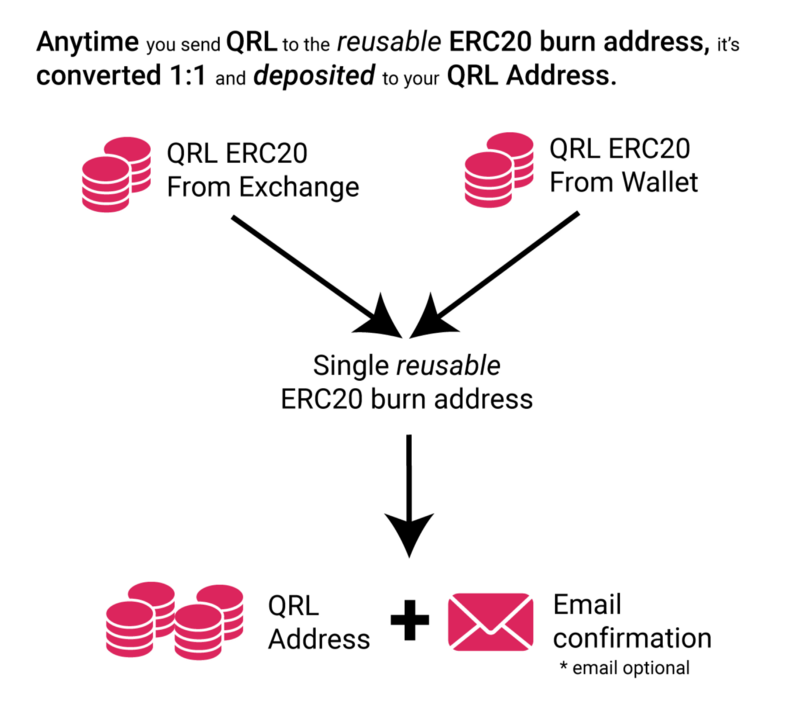 Anytime you send QRL to the reusable ERC20 burn address, it's
converted 1:1 and deposited to your QRL Address.
QRL ERC20
From Exchange
QRL ERC20
From Wallet
Single reusable
ERC20 burn address
QRL
Address
+
Email
confirmation
* email optional